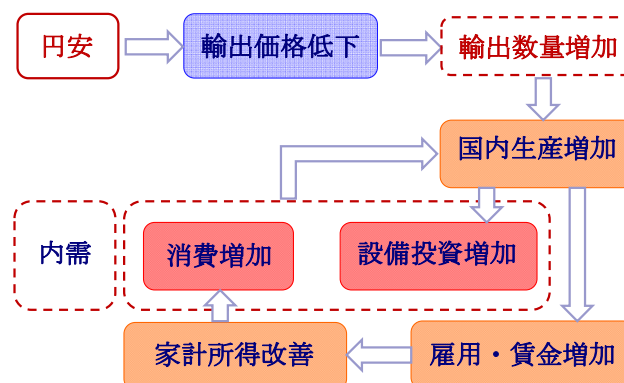 円安
輸出価格低下
輸出数量増加
国内生産増加
内需
消費増加
設備投資増加
家計所得改善
雇用・賃金増加